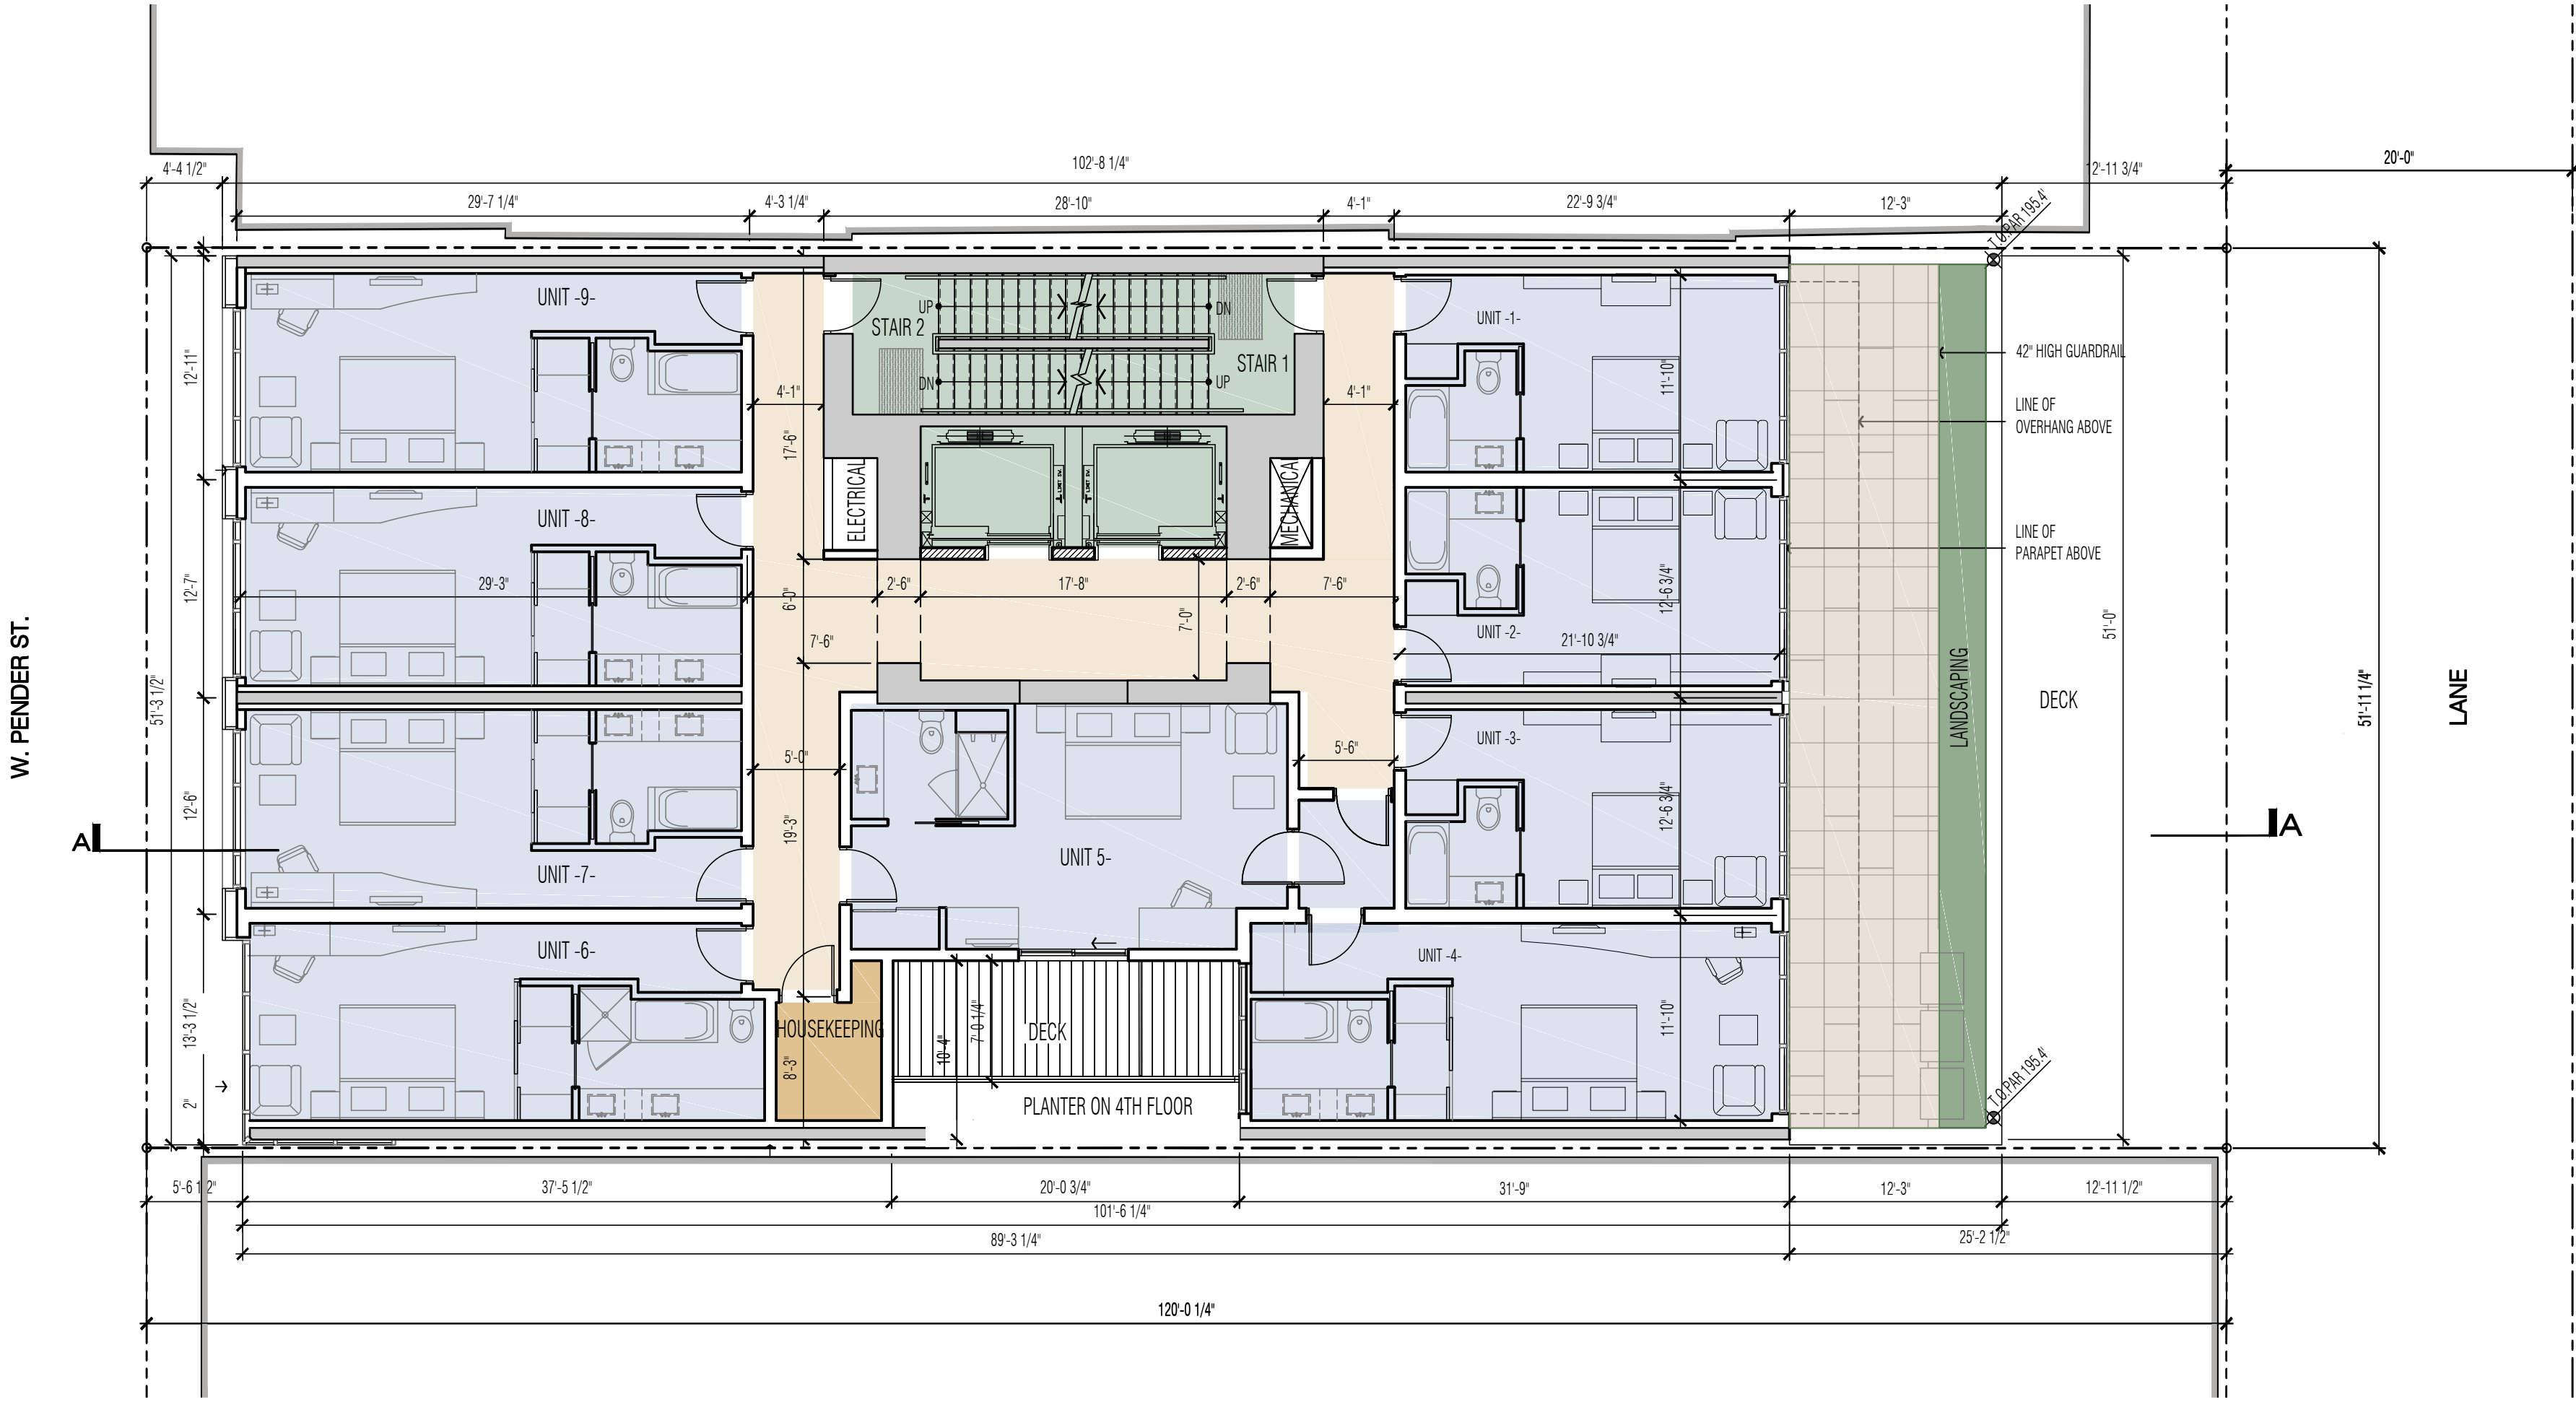 20'-0"
4'-4 1/2"
102'-8 1/4"
12'-11 3/4"
29'-7 1/4"
4'-3 1/4"
28'-10"
4'-1"
22'-9 3/4"
12'-3"
T.O.PAR 195.4'
UNIT -9-
UP
DN
STAIR 2
STAIR 1
DN
UP
UNIT -1-
42" HIGH GUARDRAIL
12'-11"
4'-1"
4'-1"
11'-10"
LINE OF
OVERHANG ABOVE
17'-6"
ELECTRICAL
MECHANICAL
LIMIT SW.
LIMIT SW.
UNIT -8-
LINE OF
PARAPET ABOVE
12'-7"
29'-3"
6'-0"
2'-6"
17'-8"
2'-6"
7'-6"
12'-6 3/4"
7'-0"
7'-6"
UNIT -2-
21'-10 3/4"
51'-0"
W. PENDER ST.
51'-3 1/2"
LANDSCAPING
DECK
51'-11 1/4"
LANE
5'-0"
5'-6"
UNIT -3-
12'-6"
19'-3"
12'-6 3/4"
A
A
UNIT -7-
UNIT 5-
UNIT -6-
UNIT -4-
13'-3 1/2"
HOUSEKEEPING
8'-3"
10'-4"
7'-0 1/4"
DECK
11'-10"
2"
PLANTER ON 4TH FLOOR
T.O.PAR 195.4'
5'-6 1/2"
37'-5 1/2"
20'-0 3/4"
31'-9"
12'-3"
12'-11 1/2"
101'-6 1/4"
89'-3 1/4"
25'-2 1/2"
120'-0 1/4"